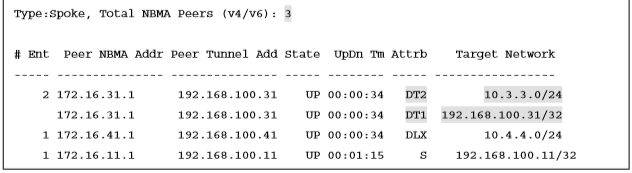 Type:Spoke, Total NBMA Peers (v4/v6): 3
# Ent  Peer NBMA Addr Peer Tunnel Add State  UpDn Tm Attrb    Target Network
----- --------------- --------------- ----- -------- ----- -----------------
    2 172.16.31.1      192.168.100.31    UP 00:00:34   DT2       10.3.3.0/24
      172.16.31.1      192.168.100.31    UP 00:00:34   DT1 192.168.100.31/32
    1 172.16.41.1      192.168.100.41    UP 00:00:34   DLX       10.4.4.0/24
    1 172.16.11.1      192.168.100.11    UP 00:01:15     S   192.168.100.11/32